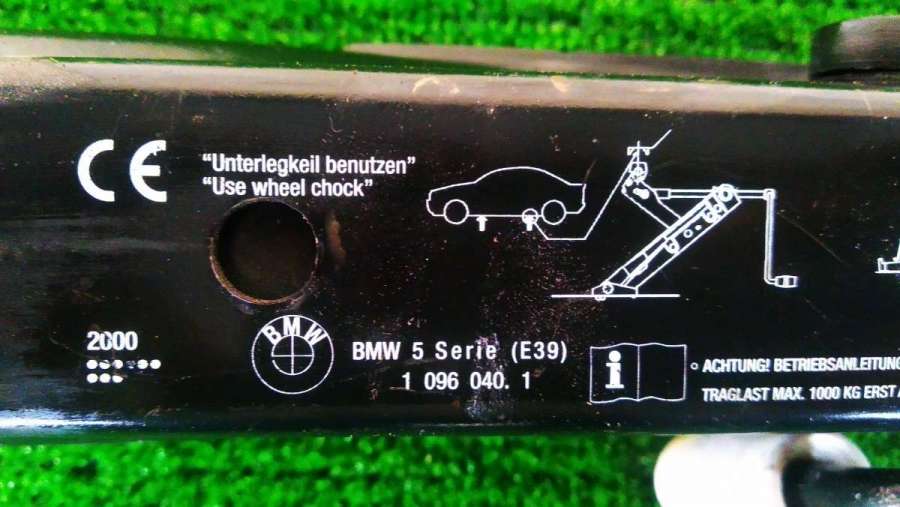 CE
“Unterlegkeil benutzen”
“Use wheel chock”
2000
BMW
BMW 5 Serie (E39)
1 096 040. 1
i
ACHTUNG! BETRIEBSANLEITUNG
TRAGLAST MAX. 1000 KG ERST